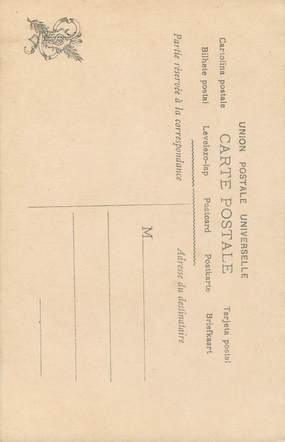 UNION POSTALE UNIVERSELLE
CARTE POSTALE
Cartolina postale Tarjeta postal
Bilhete postal Levelezo-lap Postcard Postkarte Briefkaart
Partie réservée à la correspondance
Adresse du destinataire
M